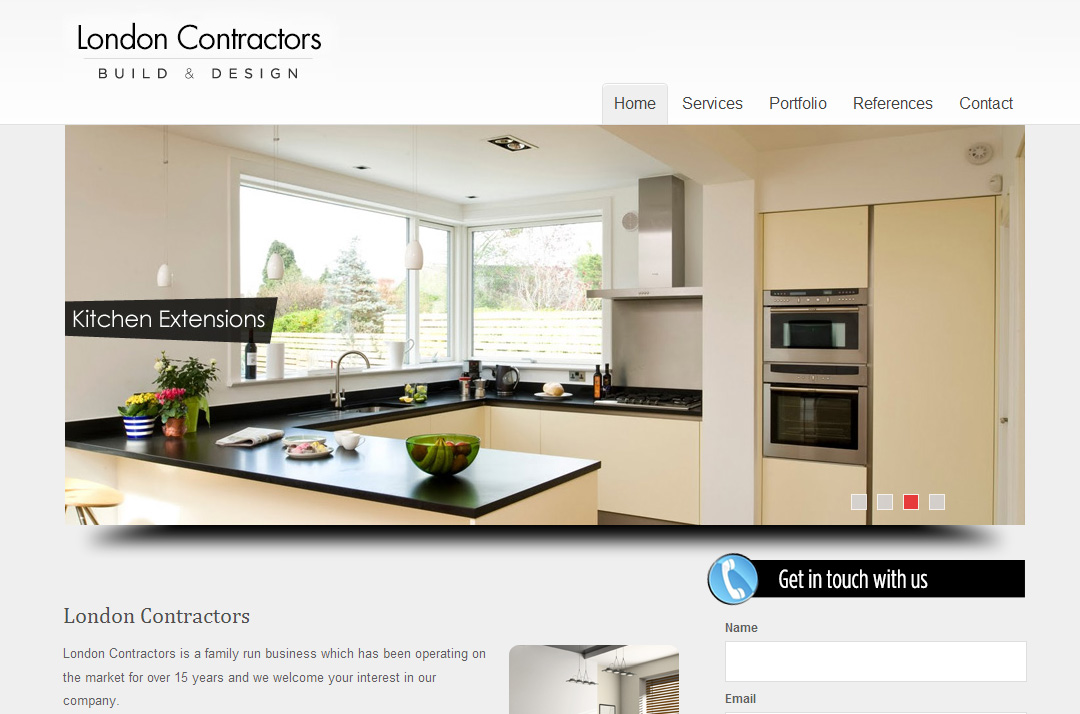 London Contractors
BUILD & DESIGN
Home Services Portfolio References Contact
Kitchen Extensions
Get in touch with us
London Contractors
London Contractors is a family run business which has been operating on
the market for over 15 years and we welcome your interest in our
company.
Name
Email